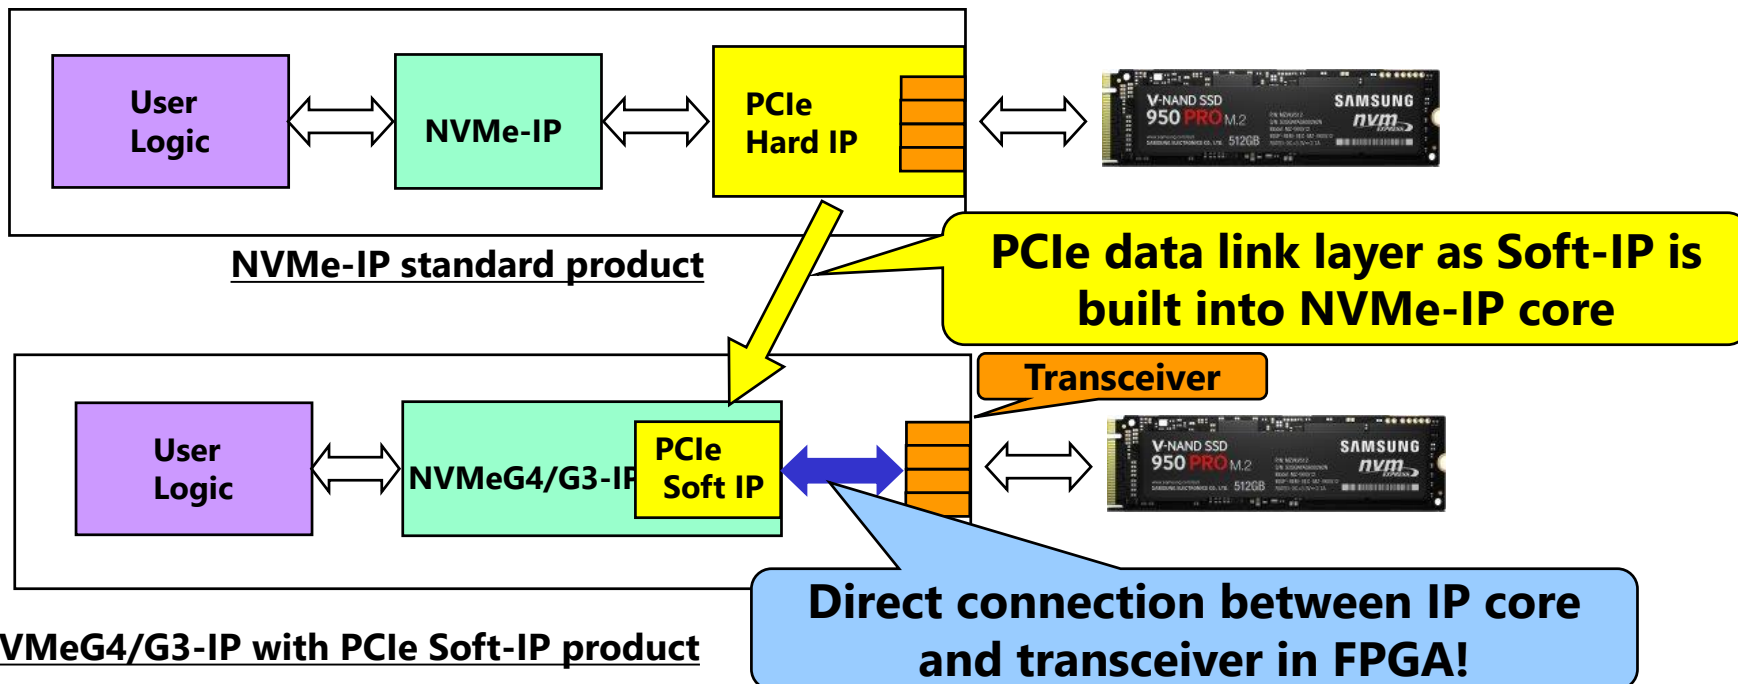 User
Logic
NVMe-IP
PCIe
Hard IP
V-NAND SSD
950 PRO M.2
SAMSUNG
nvm
EXPRESS
512GB
NVMe-IP standard product
PCIe data link layer as Soft-IP is
built into NVMe-IP core
Transceiver
User
Logic
NVMeG4/G3-IP
PCIe
Soft IP
V-NAND SSD
950 PRO M.2
SAMSUNG
nvm
EXPRESS
512GB
Direct connection between IP core
and transceiver in FPGA!
VMeG4/G3-IP with PCIe Soft-IP product